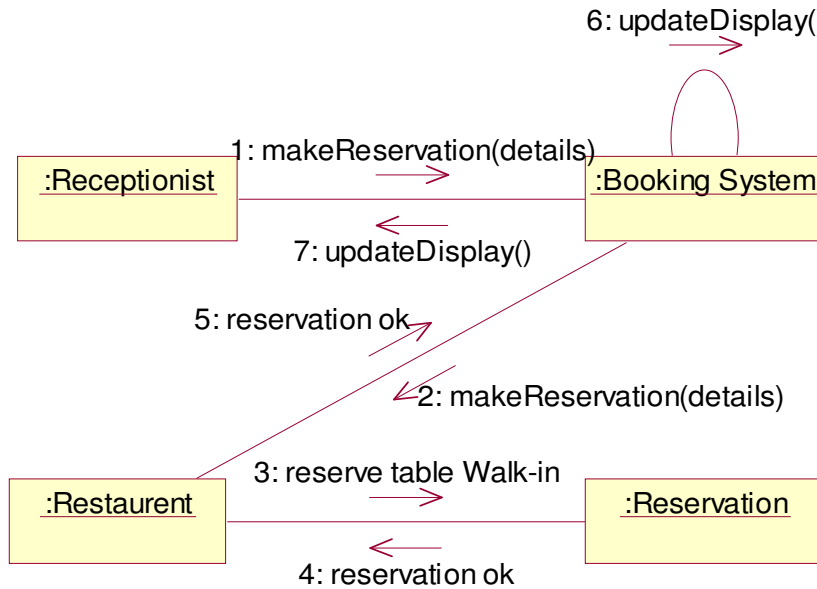 6: updateDisplay(
1: makeReservation(details)
:Receptionist
:Booking System
7: updateDisplay()
5: reservation ok
2: makeReservation(details)
3: reserve table Walk-in
:Restaurent
:Reservation
4: reservation ok